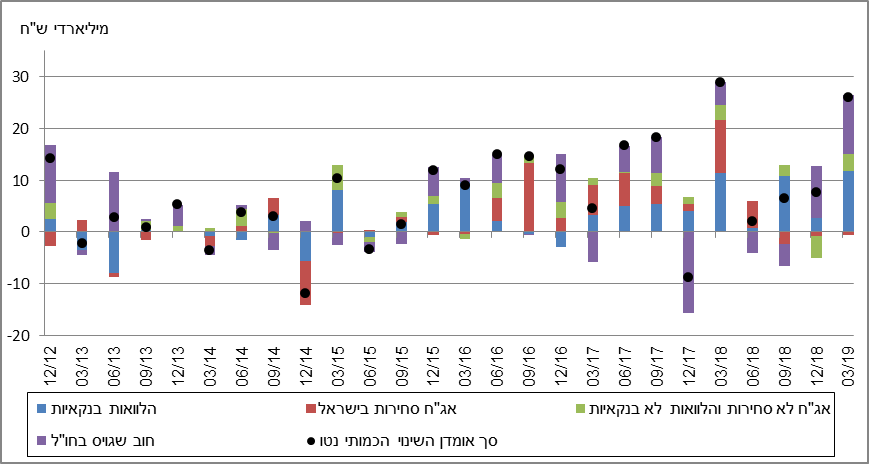 מיליארדי ש"ח
30
20
10
0
-10
-20
12/12 03/13 06/13 09/13 12/13 03/14 06/14 09/14 12/14 03/15 06/15 09/15 12/15 03/16 06/16 09/16 12/16 03/17 06/17 09/17 12/17 03/18 06/18 09/18 12/18 03/19
הלוואות בנקאיות
אג"ח סחירות בישראל
אג"ח לא סחירות והלוואות לא בנקאיות
חוב שגויס בחו"ל
סך אומדן השינוי הכמותי נטו